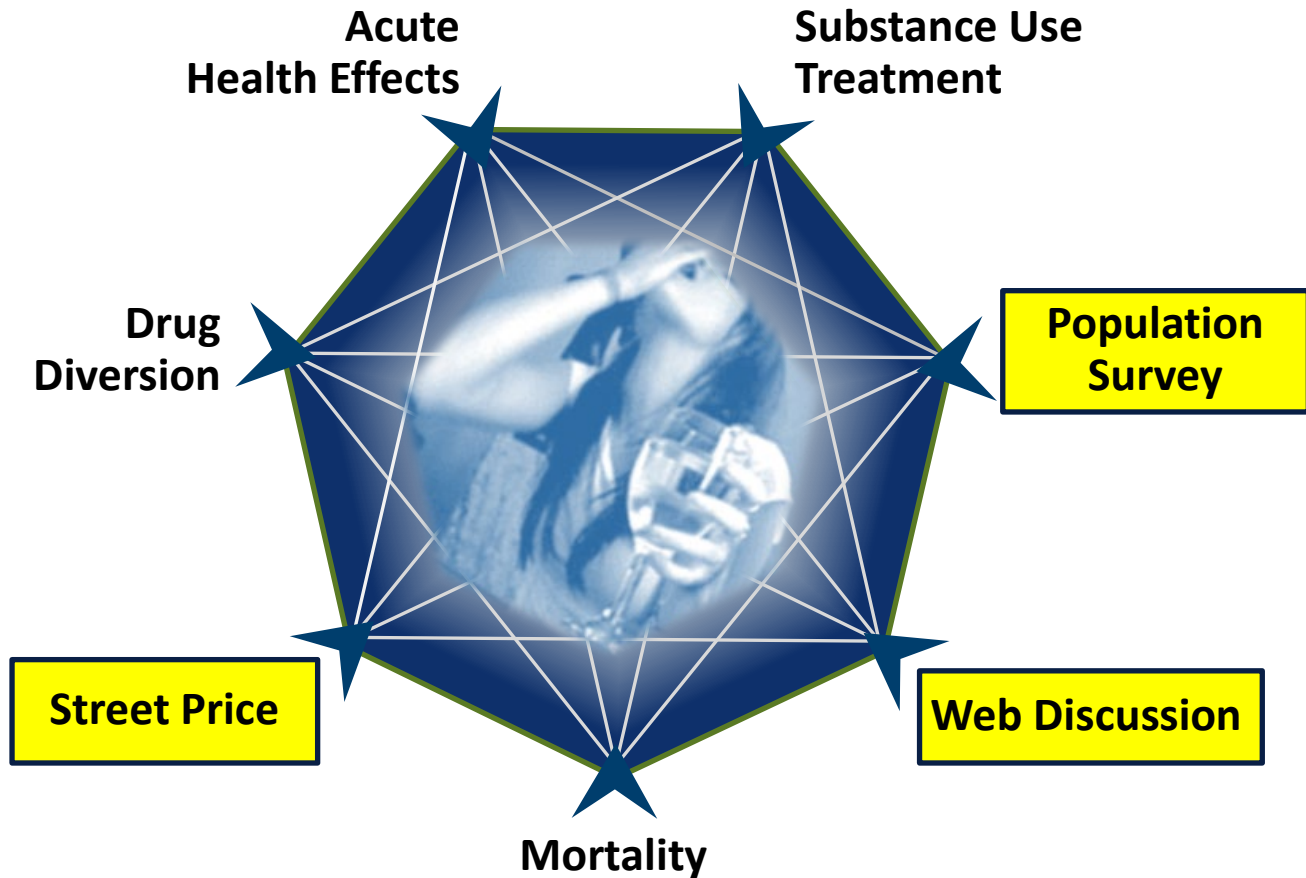 Acute
Health Effects
Substance Use
Treatment
Drug
Diversion
Population
Survey
Street Price
Web Discussion
Mortality